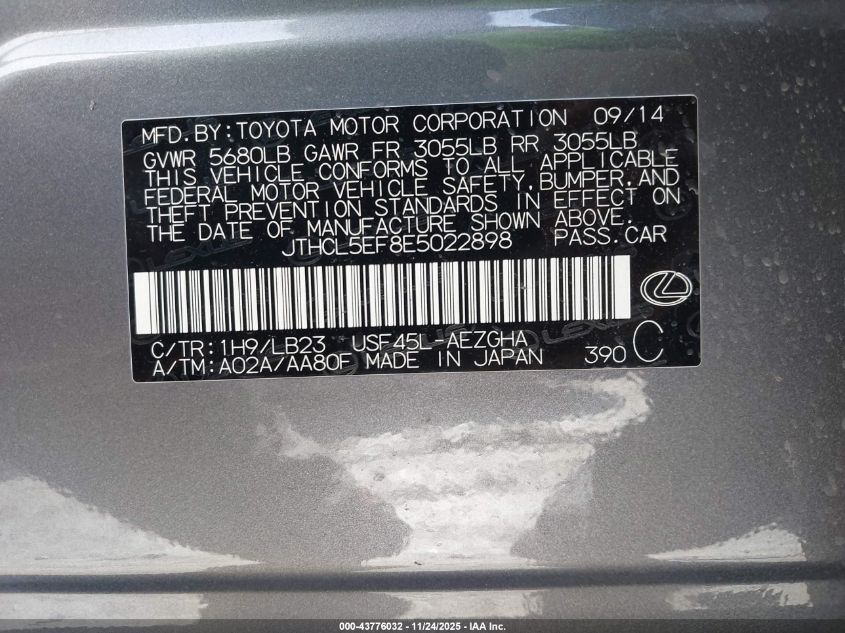 MFD.BY:TOYOTA MOTOR CORPORATION 09/14
GVWR 5680LB GAWR FR 3055LB RR 3055LB
THIS VEHICLE CONFORMS TO ALL APPLICABLE
FEDERAL MOTOR VEHICLE SAFETY,BUMPER,AND
THEFT PREVENTION STANDARDS IN EFFECT ON
THE DATE OF MANUFACTURE SHOWN ABOVE.
JTHCL5EF8E5022898 PASS.CAR
C/TR:1H9/LB23 USF45L-AEZGHA
A/TM:A02A/AA80F MADE IN JAPAN 390 C
000-43776032 - 11/24/2025 - IAA Inc.